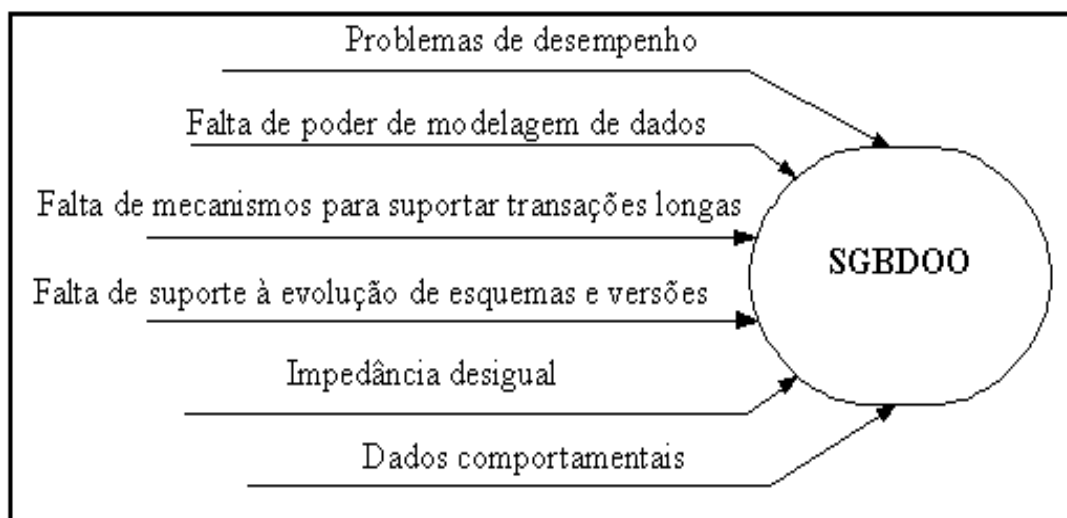 Problemas de desempenho
Falta de poder de modelagem de dados
Falta de mecanismos para suportar transações longas
SGBDOO
Falta de suporte à evolução de esquemas e versões
Impedância desigual
Dados comportamentais